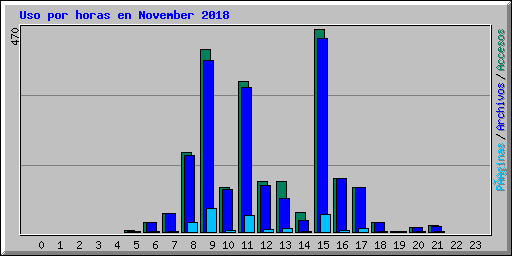 Uso por horas en November 2018
470
Pãginas/Archivos/Accesos
0 1 2 3 4 5 6 7 8 9 10 11 12 13 14 15 16 17 18 19 20 21 22 23